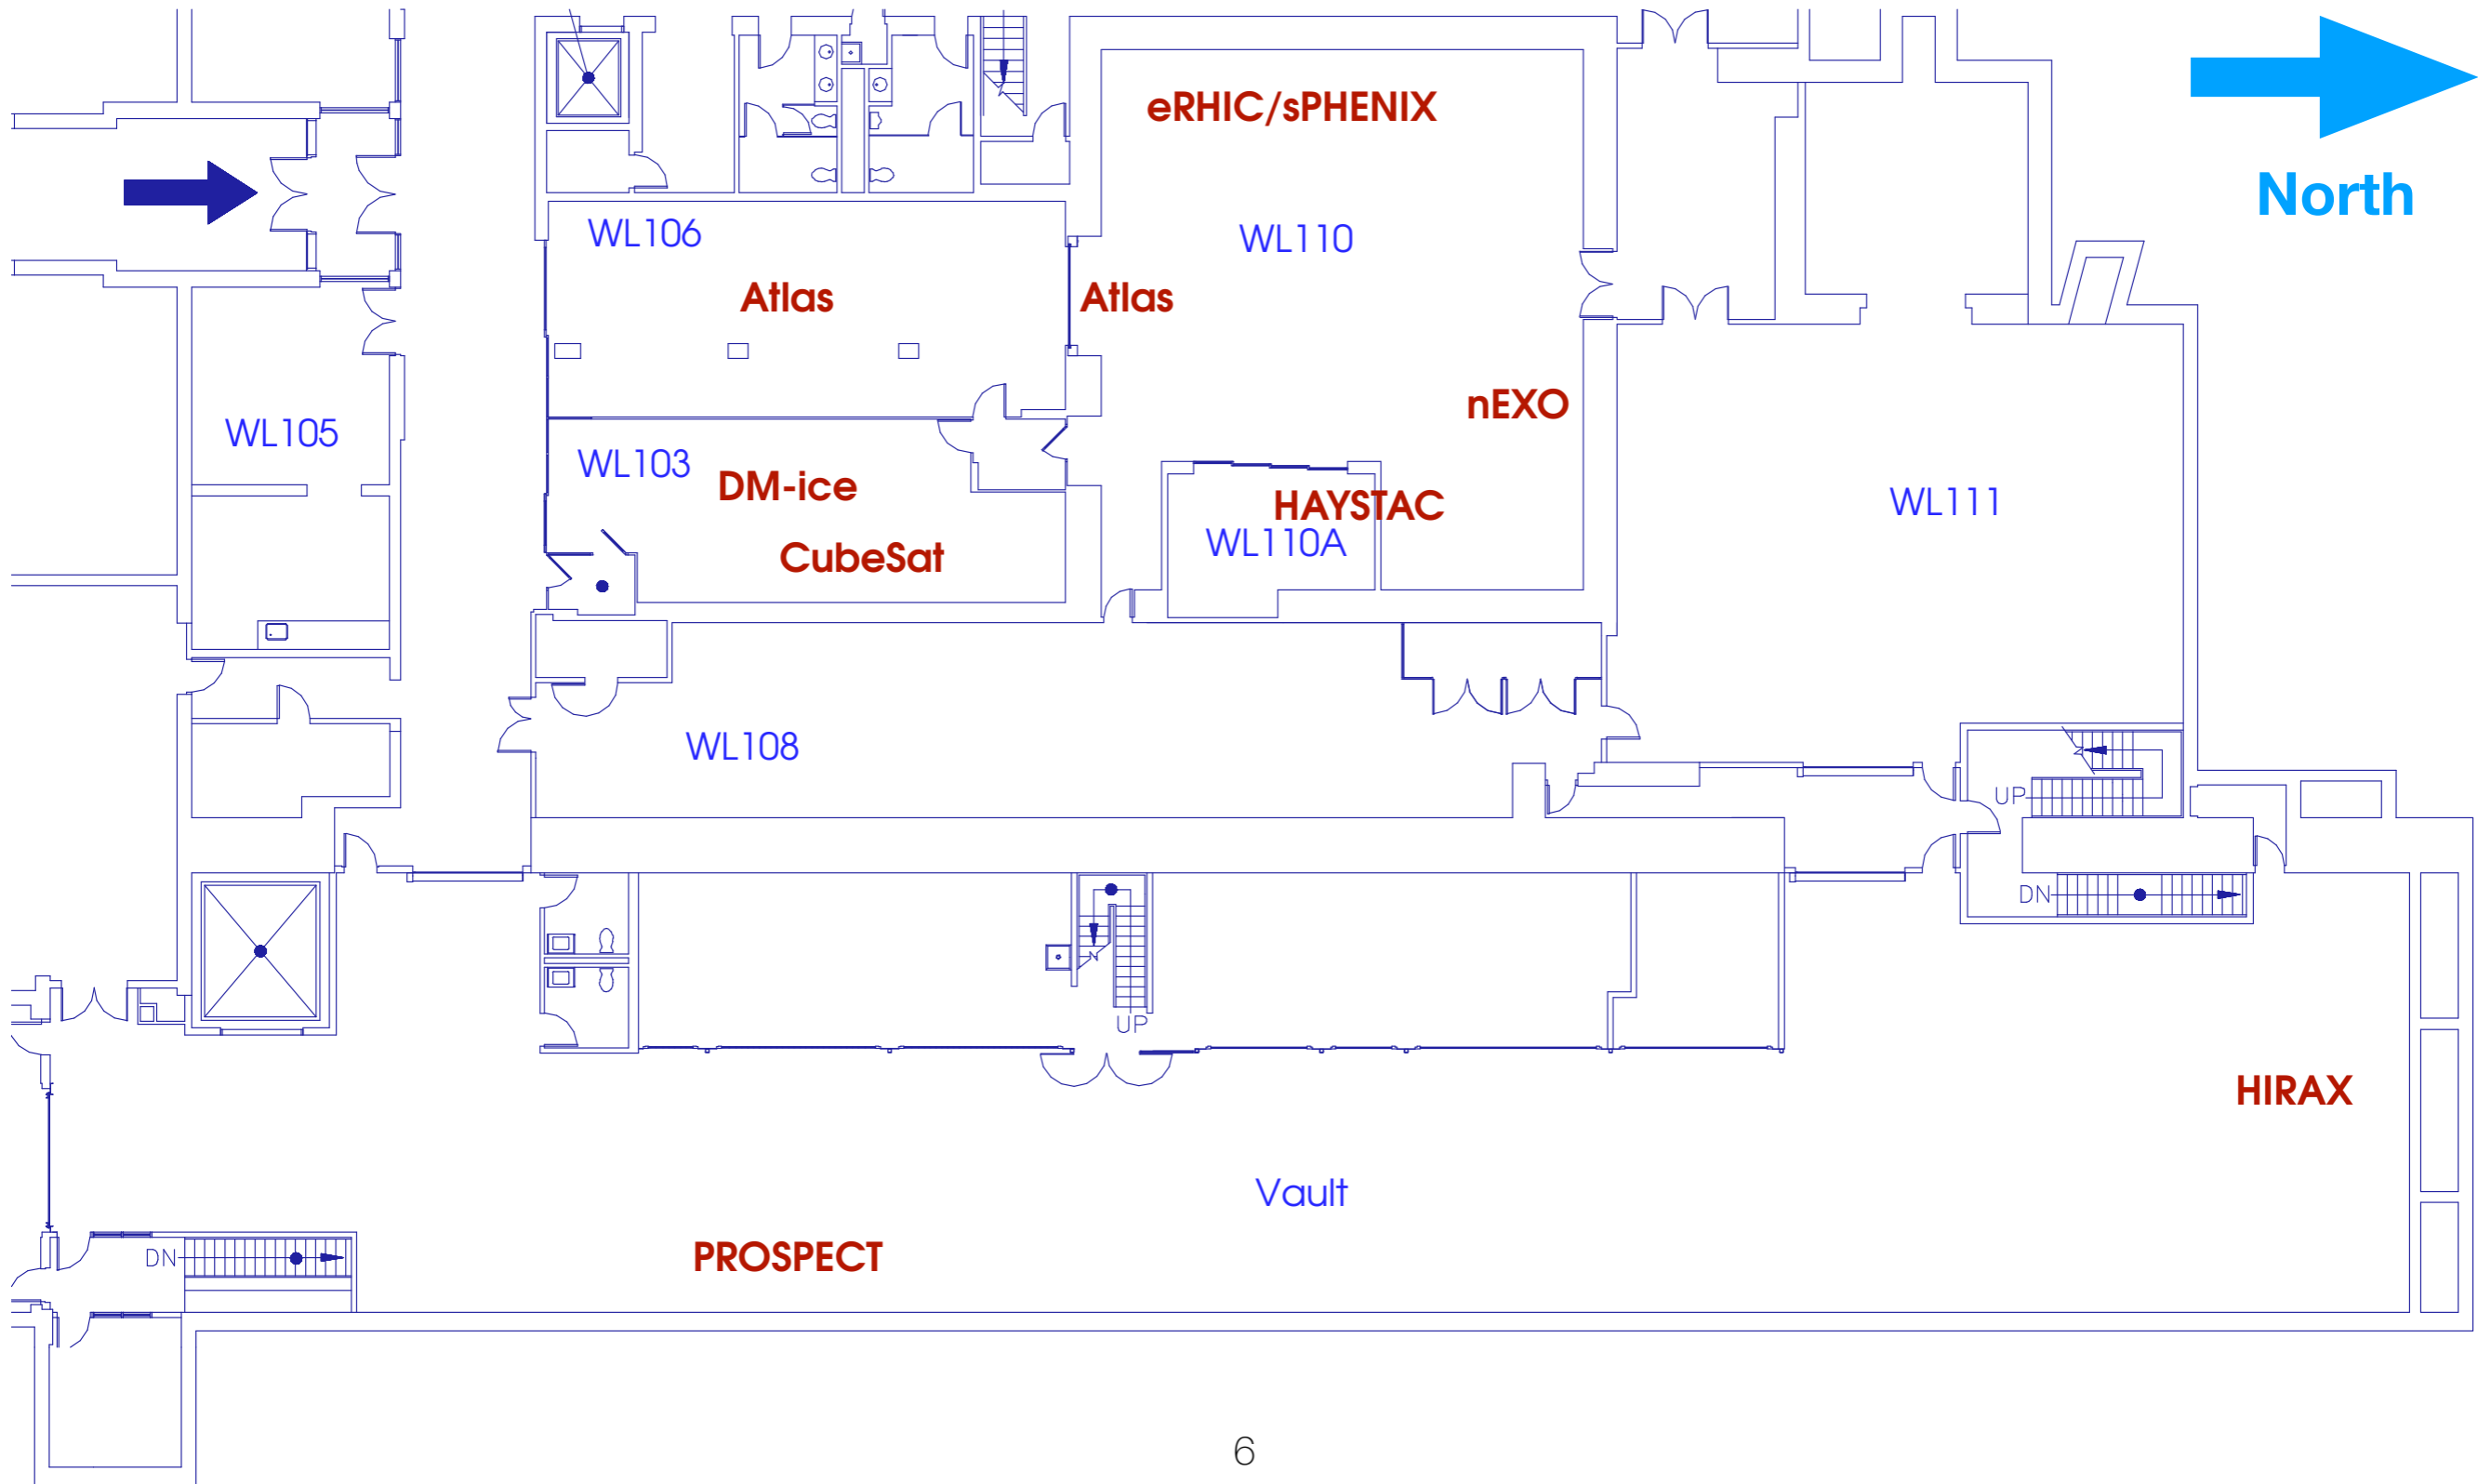 eRHIC/sPHENIX
North
WL106
WL110
Atlas
Atlas
nEXO
WL105
WL103
DM-ice
HAYSTAC
WL111
WL110A
CubeSat
WL108
UP
DN
UP
HIRAX
Vault
DN
PROSPECT
6